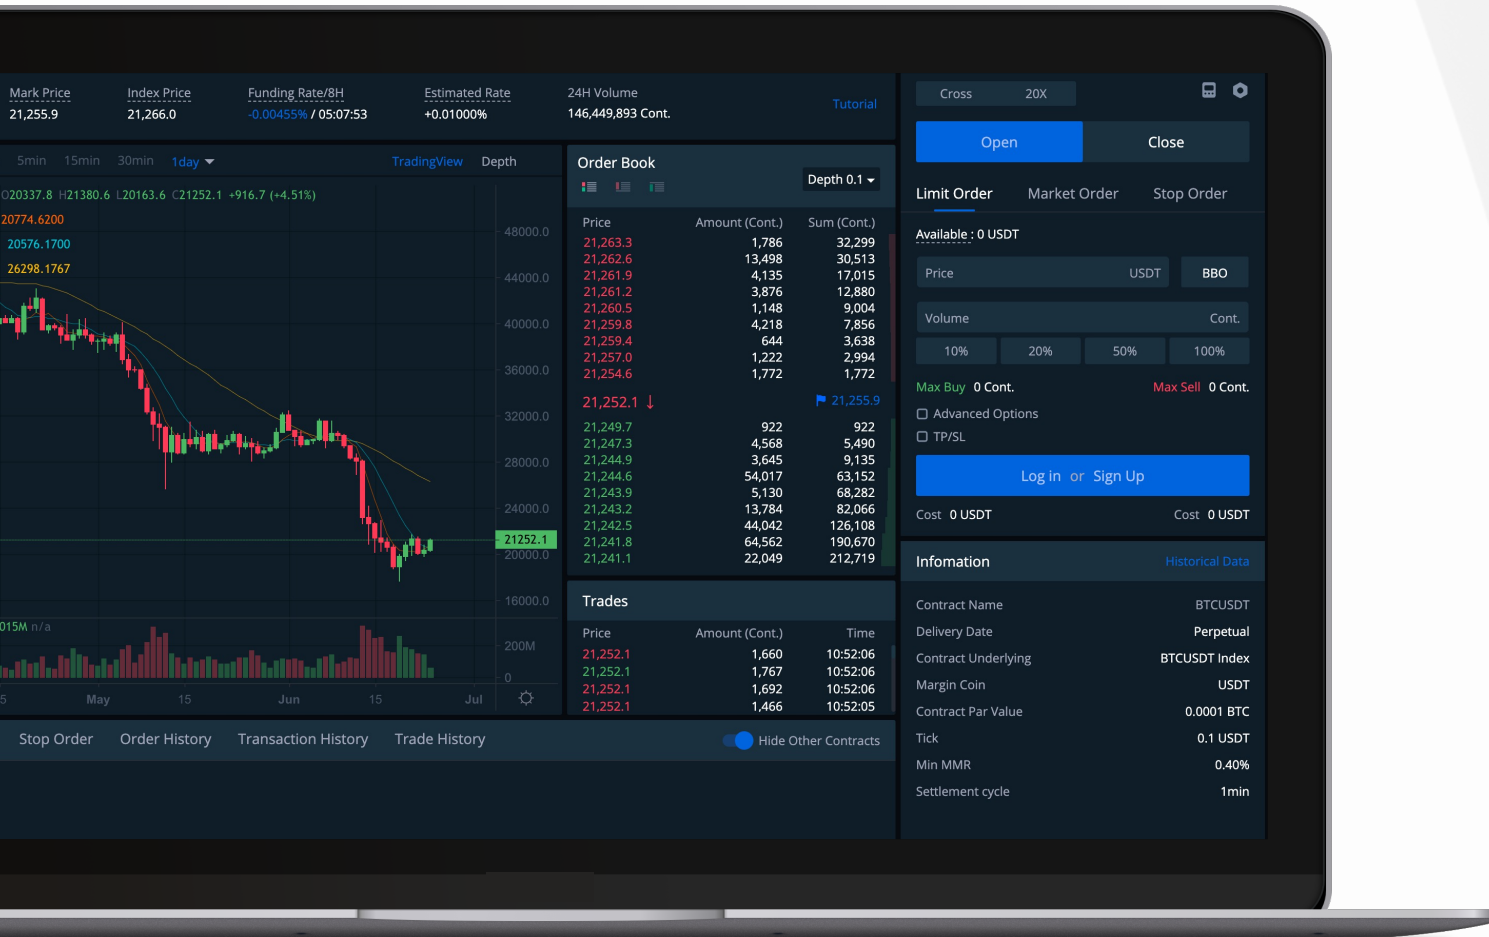 Mark Price Index Price Funding Rate/8H Estimated Rate 24H Volume
21,255.9 21,266.0 -0.00455% / 05:07:53 +0.01000% 146,449,893 Cont.
Tutorial
5min 15min 30min 1day TradingView Depth
O20337.8 H21380.6 L20163.6 C21252.1 +916.7 (+4.51%)
20774.6200
20576.1700
26298.1767
48000.0
44000.0
40000.0
36000.0
32000.0
28000.0
24000.0
21252.1
20000.0
16000.0
015M n/a
200M
0
5 May 15 Jun 15 Jul
Order Book
Depth 0.1
Price Amount (Cont.) Sum (Cont.)
21,263.3 1,786 32,299
21,262.6 13,498 30,513
21,261.9 4,135 17,015
21,261.2 3,876 12,880
21,260.5 1,148 9,004
21,259.8 4,218 7,856
21,259.4 644 3,638
21,257.0 1,222 2,994
21,254.6 1,772 1,772
21,252.1 ↓ 21,255.9
21,249.7 922 922
21,247.3 4,568 5,490
21,244.9 3,645 9,135
21,244.6 54,017 63,152
21,243.9 5,130 68,282
21,243.2 13,784 82,066
21,242.5 44,042 126,108
21,241.8 64,562 190,670
21,241.1 22,049 212,719
Trades
Price Amount (Cont.) Time
21,252.1 1,660 10:52:06
21,252.1 1,767 10:52:06
21,252.1 1,692 10:52:06
21,252.1 1,466 10:52:05
Stop Order Order History Transaction History Trade History Hide Other Contracts
Cross 20X
Open Close
Limit Order Market Order Stop Order
Available : 0 USDT
Price USDT BBO
Volume Cont.
10% 20% 50% 100%
Max Buy 0 Cont. Max Sell 0 Cont.
Advanced Options
TP/SL
Log in or Sign Up
Cost 0 USDT Cost 0 USDT
Infomation Historical Data
Contract Name BTCUSDT
Delivery Date Perpetual
Contract Underlying BTCUSDT Index
Margin Coin USDT
Contract Par Value 0.0001 BTC
Tick 0.1 USDT
Min MMR 0.40%
Settlement cycle 1min